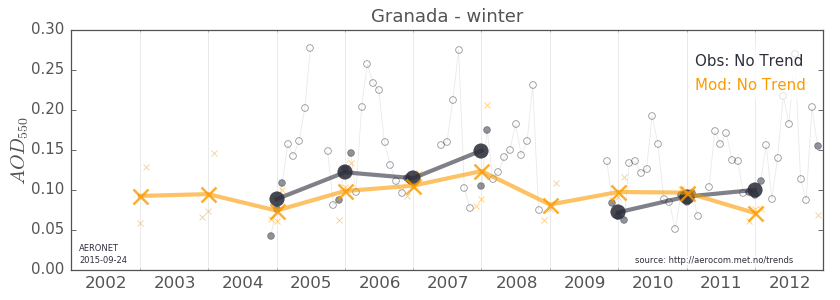 Granada - winter
0.30
0.25
0.20
0.15
0.10
0.05
0.00
AOD550
Obs: No Trend
Mod: No Trend
AERONET
2015-09-24
source: http://aerocom.met.no/trends
2002 2003 2004 2005 2006 2007 2008 2009 2010 2011 2012